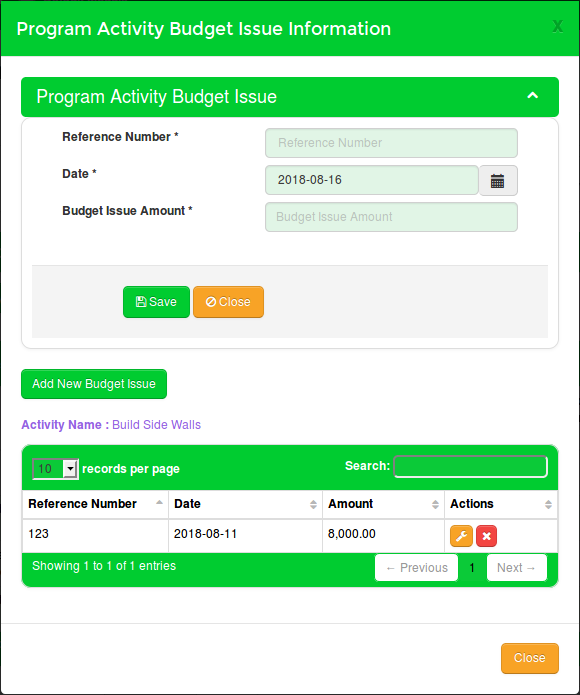 Program Activity Budget Issue Information X
Program Activity Budget Issue
Reference Number * Reference Number
Date * 2018-08-16
Budget Issue Amount * Budget Issue Amount
Save Close
Add New Budget Issue
Activity Name : Build Side Walls
10 records per page Search:
Reference Number Date Amount Actions
123 2018-08-11 8,000.00
Showing 1 to 1 of 1 entries ← Previous 1 Next →
Close